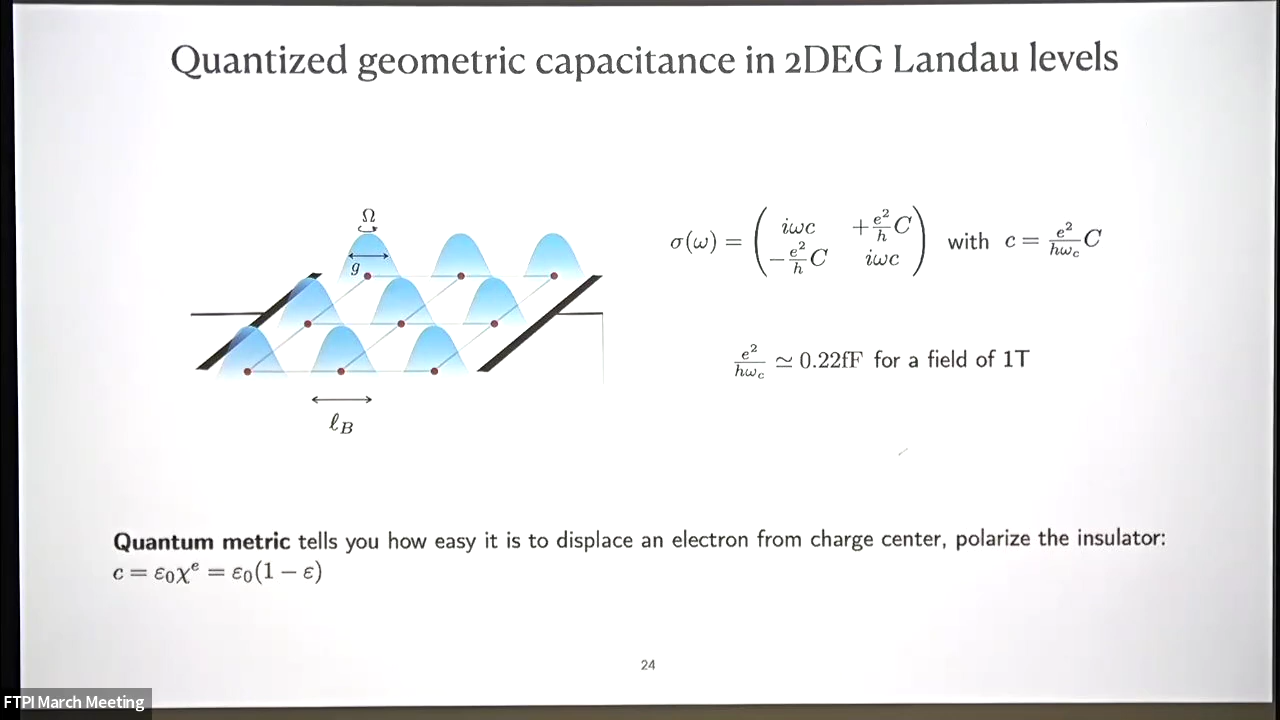 Quantized geometric capacitance in 2DEG Landau levels
Ω
g
ℓ_B
σ(ω) = ( iωc  +e²/h C ; −e²/h C  iωc ) with c = e²/ħω_c C
e²/ħω_c ≃ 0.22fF for a field of 1T
Quantum metric tells you how easy it is to displace an electron from charge center, polarize the insulator:
c = ε₀χᵉ = ε₀(1 − ε)
24
FTPI March Meeting